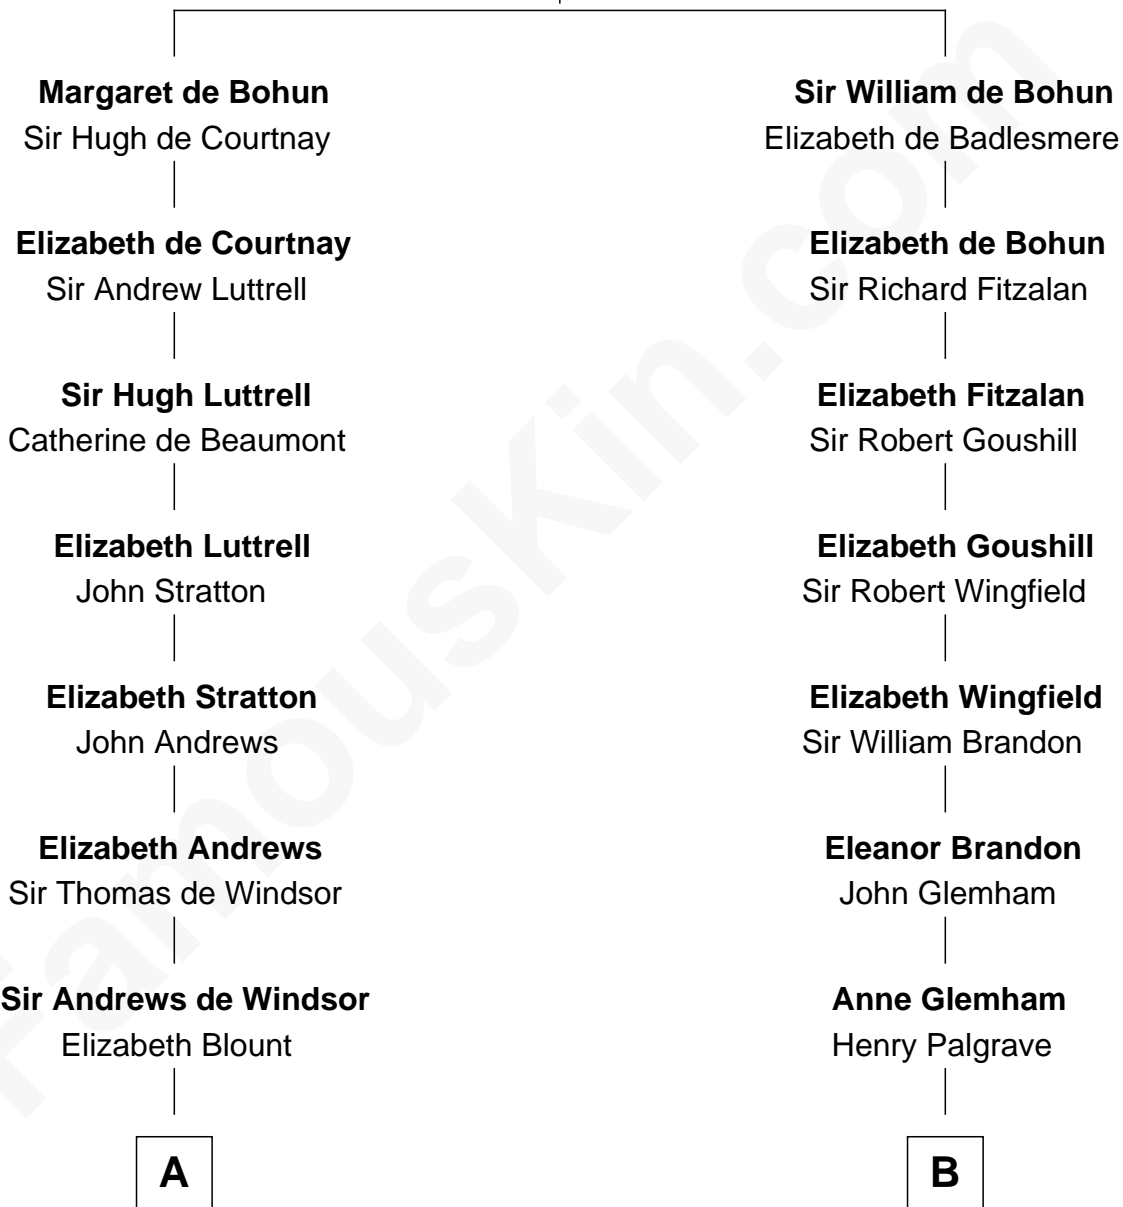 Margaret de Bohun
Sir Hugh de Courtnay
Elizabeth de Courtnay
Sir Andrew Luttrell
Sir Hugh Luttrell
Catherine de Beaumont
Elizabeth Luttrell
John Stratton
Elizabeth Stratton
John Andrews
Elizabeth Andrews
Sir Thomas de Windsor
Sir Andrews de Windsor
Elizabeth Blount
A
Sir William de Bohun
Elizabeth de Badlesmere
Elizabeth de Bohun
Sir Richard Fitzalan
Elizabeth Fitzalan
Sir Robert Goushill
Elizabeth Goushill
Sir Robert Wingfield
Elizabeth Wingfield
Sir William Brandon
Eleanor Brandon
John Glemham
Anne Glemham
Henry Palgrave
B
FamousKin.com